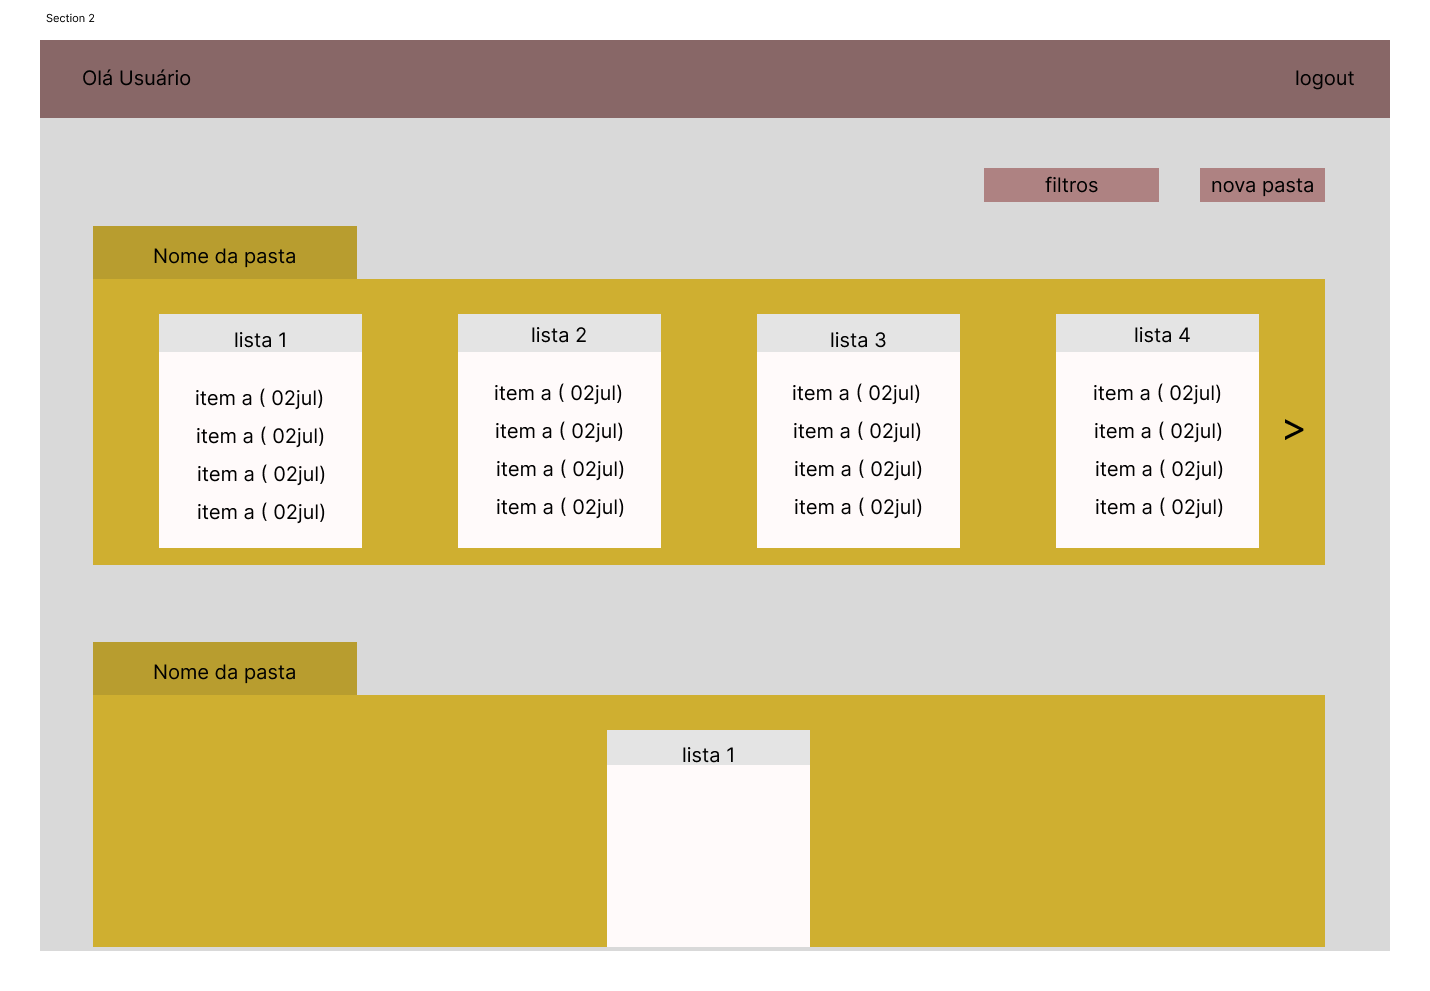 Section 2
Olá Usuário
logout
filtros
nova pasta
Nome da pasta
lista 1
item a ( 02jul)
item a ( 02jul)
item a ( 02jul)
item a ( 02jul)
lista 2
item a ( 02jul)
item a ( 02jul)
item a ( 02jul)
item a ( 02jul)
lista 3
item a ( 02jul)
item a ( 02jul)
item a ( 02jul)
item a ( 02jul)
lista 4
item a ( 02jul)
item a ( 02jul)
item a ( 02jul)
item a ( 02jul)
>
Nome da pasta
lista 1